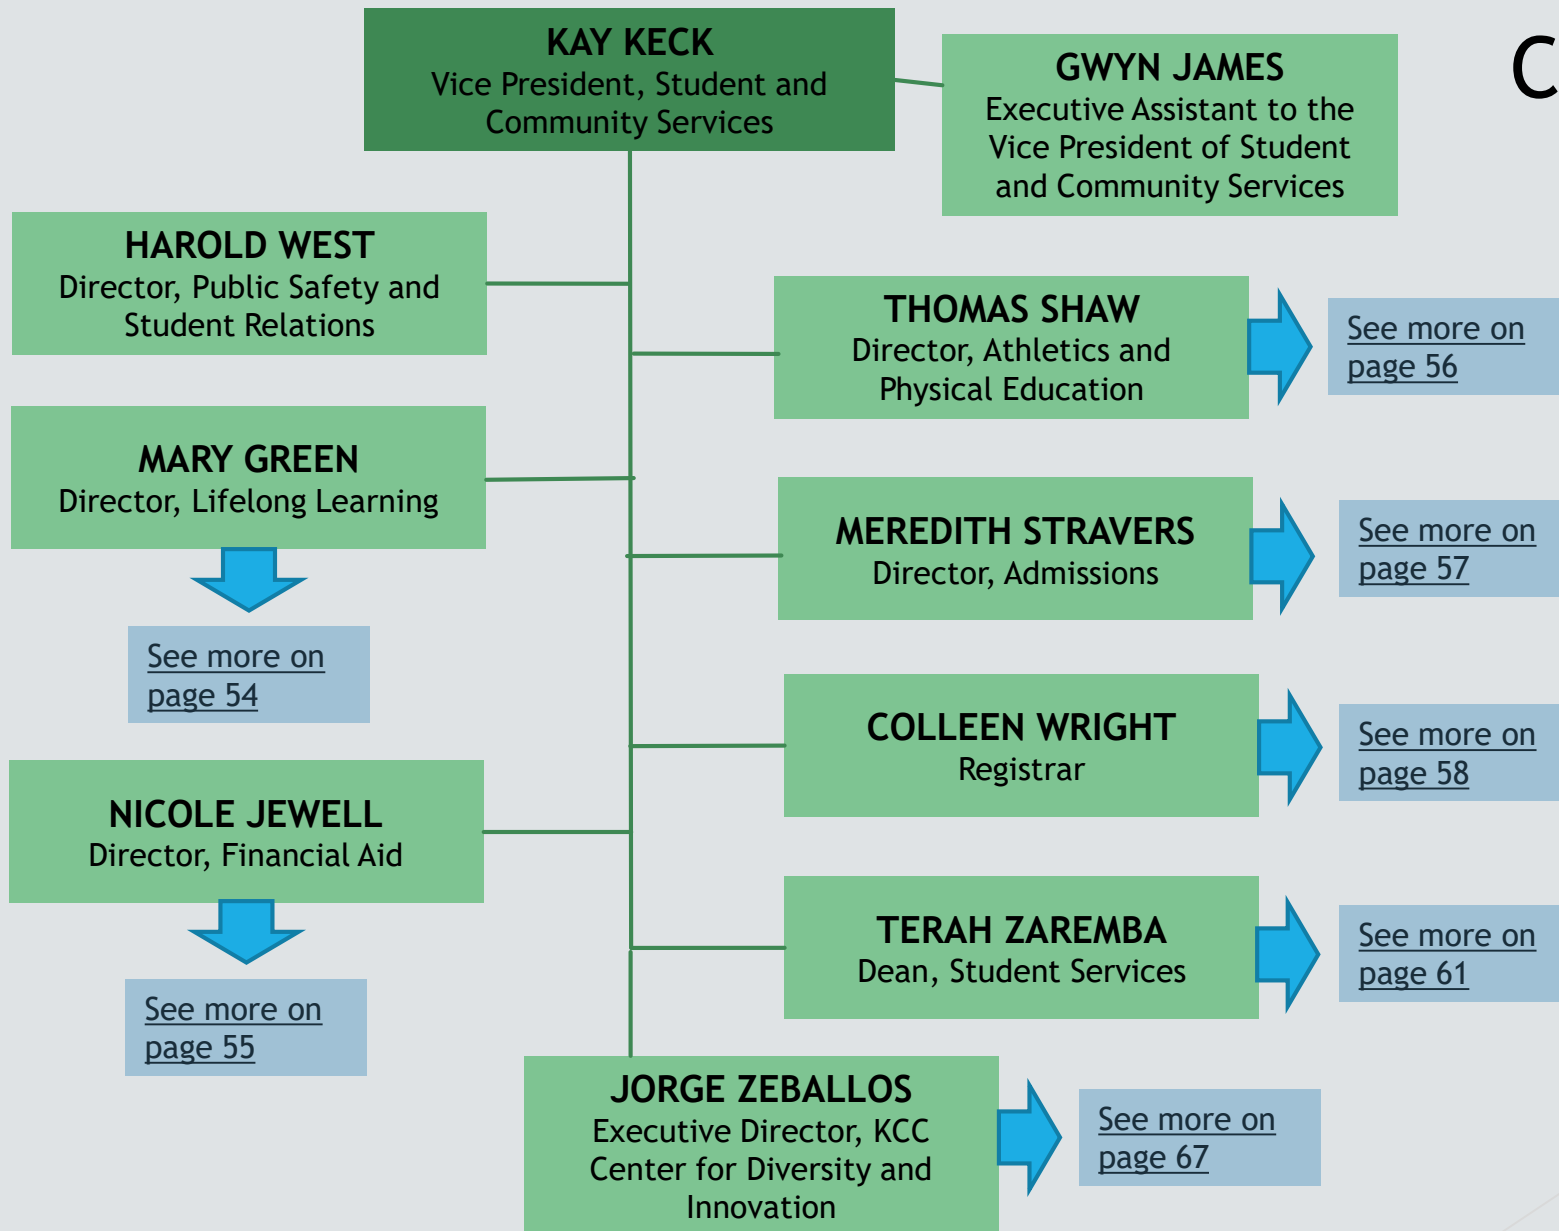 KAY KECK
Vice President, Student and
Community Services
GWYN JAMES
Executive Assistant to the
Vice President of Student
and Community Services
C
HAROLD WEST
Director, Public Safety and
Student Relations
THOMAS SHAW
Director, Athletics and
Physical Education
See more on
page 56
MARY GREEN
Director, Lifelong Learning
See more on
page 54
MEREDITH STRAVERS
Director, Admissions
See more on
page 57
COLLEEN WRIGHT
Registrar
See more on
page 58
NICOLE JEWELL
Director, Financial Aid
See more on
page 55
TERAH ZAREMBA
Dean, Student Services
See more on
page 61
JORGE ZEBALLOS
Executive Director, KCC
Center for Diversity and
Innovation
See more on
page 67